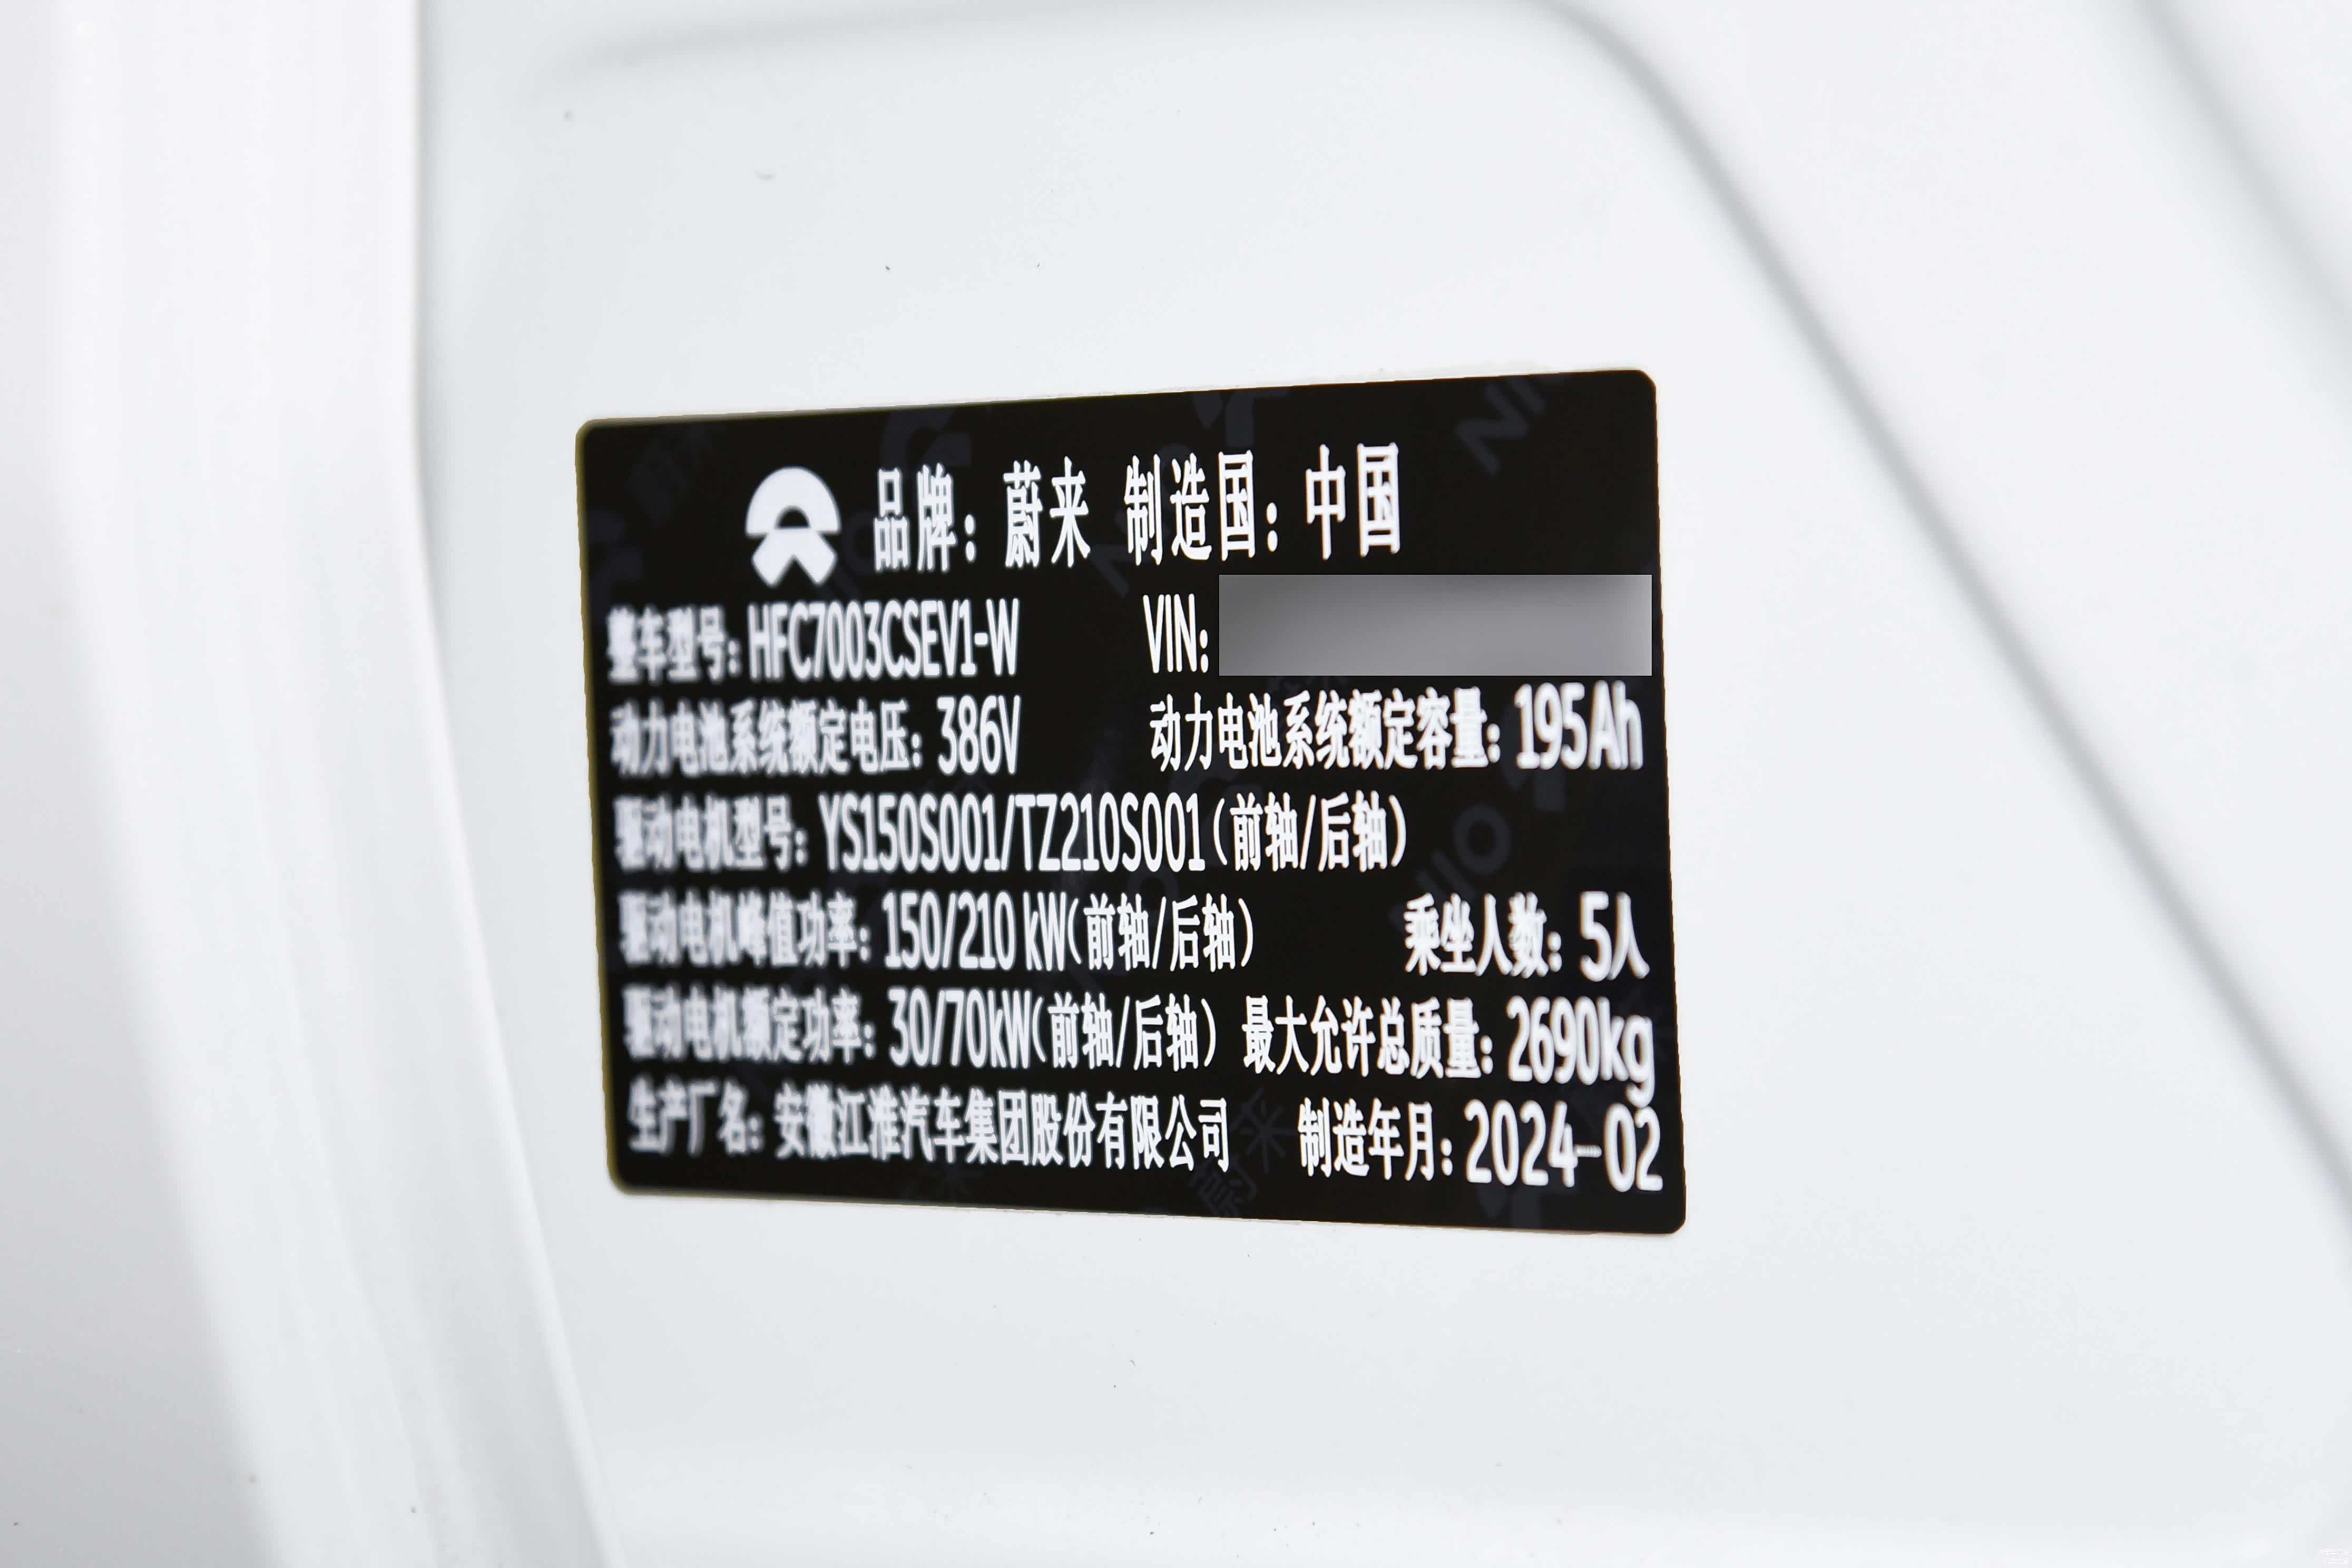 品牌：蔚来 制造国：中国
整车型号：HFC7003CSEV1-W VIN：
动力电池系统额定电压：386V 动力电池系统额定容量：195Ah
驱动电机型号：YS150S001/TZ210S001（前轴/后轴）
驱动电机峰值功率：150/210 kW（前轴/后轴） 乘坐人数：5人
驱动电机额定功率：30/70kW（前轴/后轴） 最大允许总质量：2690kg
生产厂名：安徽江淮汽车集团股份有限公司 制造年月：2024-02